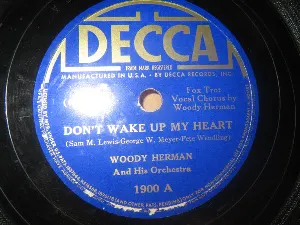 DECCA
TRADE MARK REGISTERED
MANUFACTURED IN U.S.A. · BY DECCA RECORDS, INC.
Fox Trot
Vocal Chorus by
Woody Herman
DON'T WAKE UP MY HEART
(Sam M. Lewis-George W. Meyer-Pete Wendling)
WOODY HERMAN
And His Orchestra
1900 A